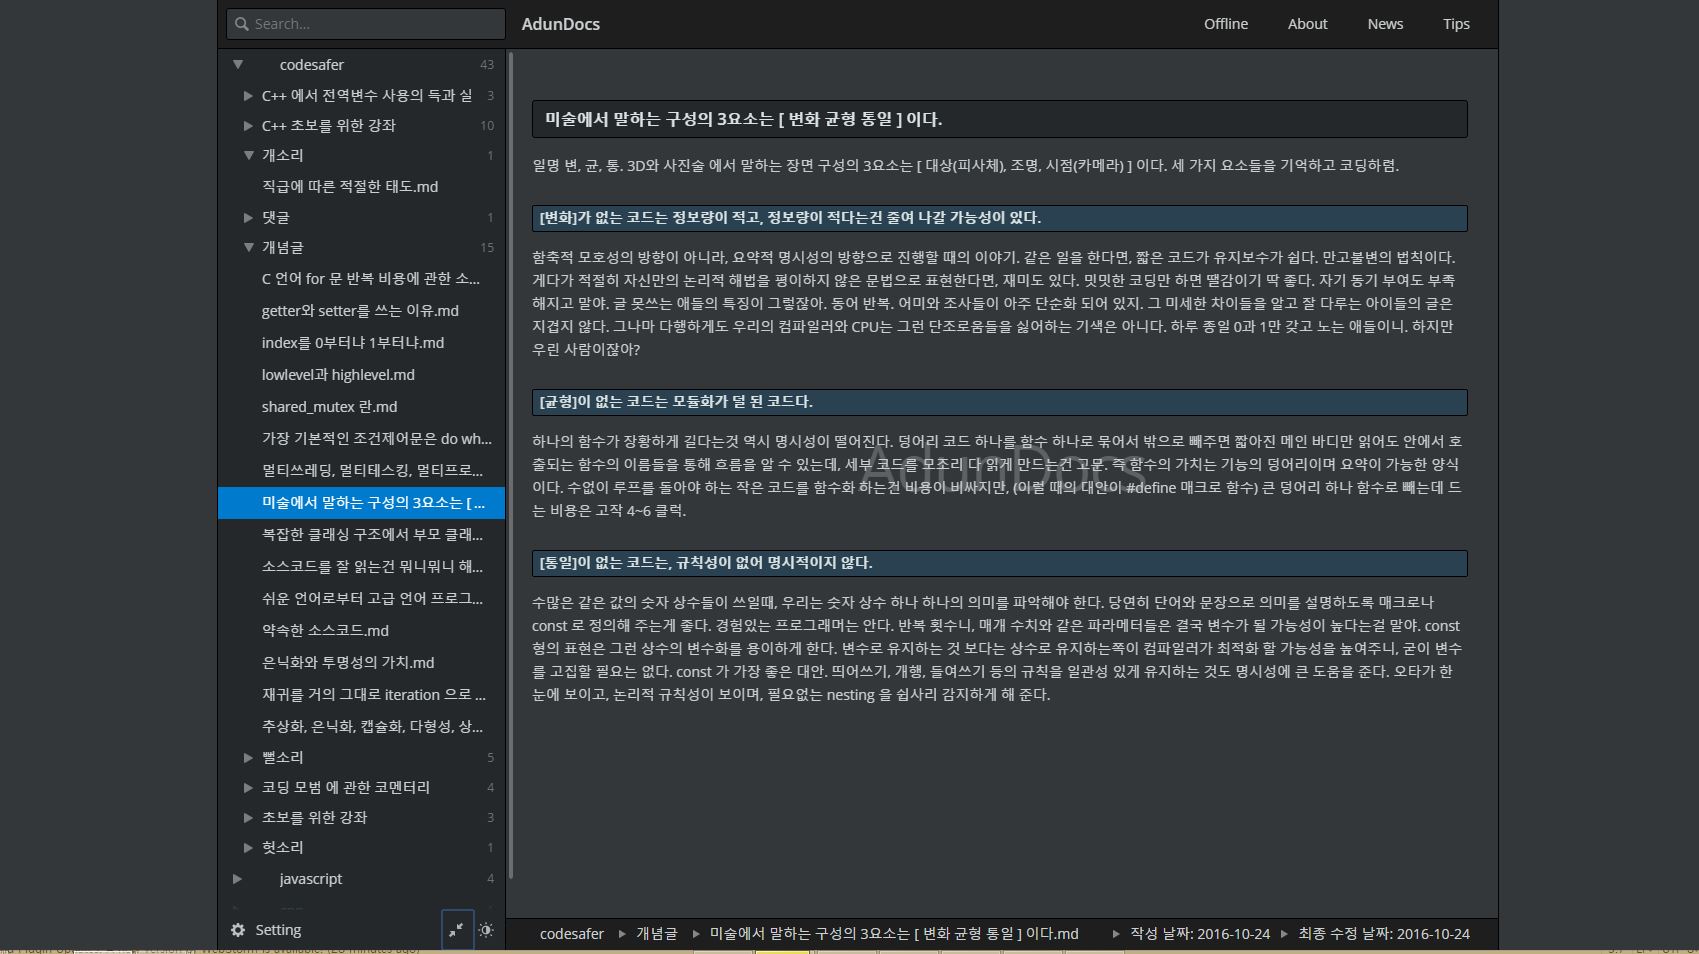 Search...
AdunDocs
Offline
About
News
Tips
codesafer 43
C++ 에서 전역변수 사용의 득과 실 3
C++ 초보를 위한 강좌 10
개소리 1
직급에 따른 적절한 태도.md
댓글 1
개념글 15
C 언어 for 문 반복 비용에 관한 소...
getter와 setter를 쓰는 이유.md
index를 0부터냐 1부터냐.md
lowlevel과 highlevel.md
shared_mutex 란.md
가장 기본적인 조건제어문은 do wh...
멀티쓰레딩, 멀티테스킹, 멀티프로...
미술에서 말하는 구성의 3요소는 [ ...
복잡한 클래싱 구조에서 부모 클래...
소스코드를 잘 읽는건 뭐니뭐니 해...
쉬운 언어로부터 고급 언어 프로그...
약속한 소스코드.md
은닉화와 투명성의 가치.md
재귀를 거의 그대로 iteration 으로 ...
추상화, 은닉화, 캡슐화, 다형성, 상...
뻘소리 5
코딩 모범 에 관한 코멘터리 4
초보를 위한 강좌 3
헛소리 1
javascript 4
Setting
미술에서 말하는 구성의 3요소는 [ 변화 균형 통일 ] 이다.
일명 변, 균, 통. 3D와 사진술 에서 말하는 장면 구성의 3요소는 [ 대상(피사체), 조명, 시점(카메라) ] 이다. 세 가지 요소들을 기억하고 코딩하렴.
[변화]가 없는 코드는 정보량이 적고, 정보량이 적다는건 줄여 나갈 가능성이 있다.
함축적 모호성의 방향이 아니라, 요약적 명시성의 방향으로 진행할 때의 이야기. 같은 일을 한다면, 짧은 코드가 유지보수가 쉽다. 만고불변의 법칙이다.
게다가 적절히 자신만의 논리적 해법을 평이하지 않은 문법으로 표현한다면, 재미도 있다. 밋밋한 코딩만 하면 땔감이기 딱 좋다. 자기 동기 부여도 부족
해지고 말야. 글 못쓰는 애들의 특징이 그렇잖아. 동어 반복. 어미와 조사들이 아주 단순화 되어 있지. 그 미세한 차이들을 알고 잘 다루는 아이들의 글은
지겹지 않다. 그나마 다행하게도 우리의 컴파일러와 CPU는 그런 단조로움들을 싫어하는 기색은 아니다. 하루 종일 0과 1만 갖고 노는 애들이니. 하지만
우린 사람이잖아?
[균형]이 없는 코드는 모듈화가 덜 된 코드다.
하나의 함수가 장황하게 길다는것 역시 명시성이 떨어진다. 덩어리 코드 하나를 함수 하나로 묶어서 밖으로 빼주면 짧아진 메인 바디만 읽어도 안에서 호
출되는 함수의 이름들을 통해 흐름을 알 수 있는데, 세부 코드를 모조리 다 읽게 만드는건 고문. 즉 함수의 가치는 기능의 덩어리이며 요약이 가능한 양식
이다. 수없이 루프를 돌아야 하는 작은 코드를 함수화 하는건 비용이 비싸지만, (이럴 때의 대안이 #define 매크로 함수) 큰 덩어리 하나 함수로 빼는데 드
는 비용은 고작 4~6 클럭.
AdunDocs
[통일]이 없는 코드는, 규칙성이 없어 명시적이지 않다.
수많은 같은 값의 숫자 상수들이 쓰일때, 우리는 숫자 상수 하나 하나의 의미를 파악해야 한다. 당연히 단어와 문장으로 의미를 설명하도록 매크로나
const 로 정의해 주는게 좋다. 경험있는 프로그래머는 안다. 반복 횟수니, 매개 수치와 같은 파라메터들은 결국 변수가 될 가능성이 높다는걸 말야. const
형의 표현은 그런 상수의 변수화를 용이하게 한다. 변수로 유지하는 것 보다는 상수로 유지하는쪽이 컴파일러가 최적화 할 가능성을 높여주니, 굳이 변수
를 고집할 필요는 없다. const 가 가장 좋은 대안. 띄어쓰기, 개행, 들여쓰기 등의 규칙을 일관성 있게 유지하는 것도 명시성에 큰 도움을 준다. 오타가 한
눈에 보이고, 논리적 규칙성이 보이며, 필요없는 nesting 을 쉽사리 감지하게 해 준다.
codesafer
개념글
미술에서 말하는 구성의 3요소는 [ 변화 균형 통일 ] 이다.md
작성 날짜: 2016-10-24
최종 수정 날짜: 2016-10-24